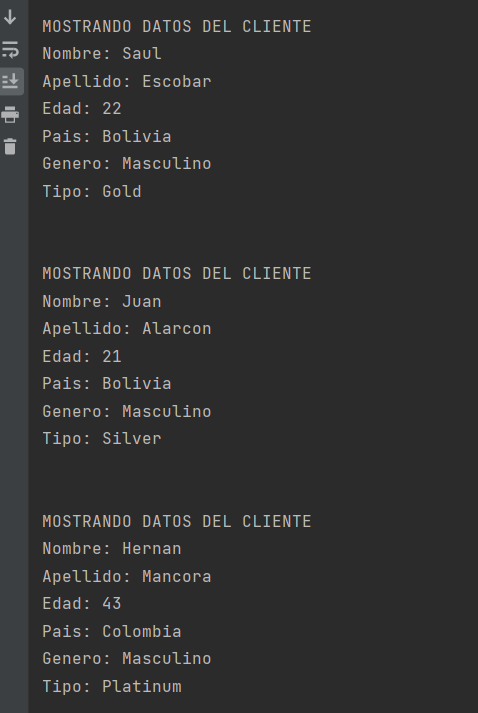 MOSTRANDO DATOS DEL CLIENTE
Nombre: Saul
Apellido: Escobar
Edad: 22
Pais: Bolivia
Genero: Masculino
Tipo: Gold
MOSTRANDO DATOS DEL CLIENTE
Nombre: Juan
Apellido: Alarcon
Edad: 21
Pais: Bolivia
Genero: Masculino
Tipo: Silver
MOSTRANDO DATOS DEL CLIENTE
Nombre: Hernan
Apellido: Mancora
Edad: 43
Pais: Colombia
Genero: Masculino
Tipo: Platinum